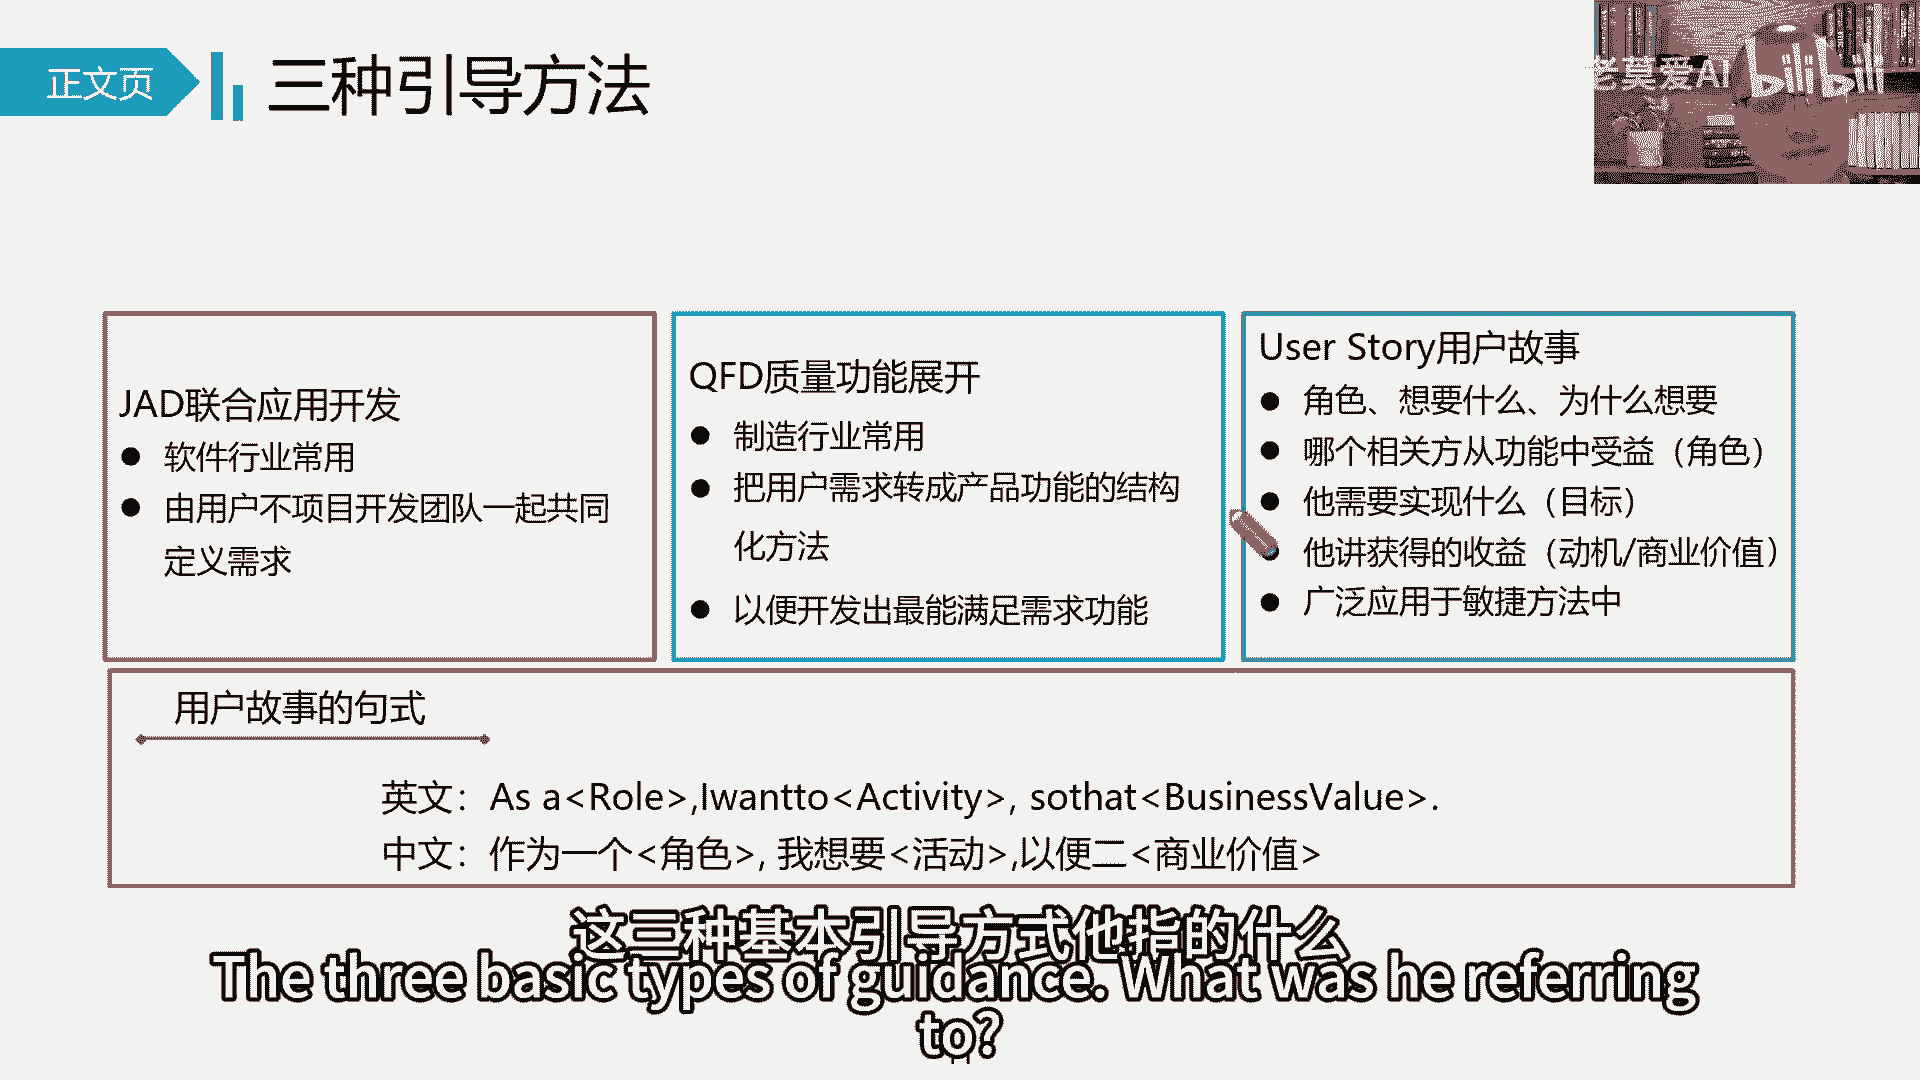 正文页
三种引导方法
老莫爱AI
bilibili
JAD联合应用开发
● 软件行业常用
● 由用户不项目开发团队一起共同
定义需求
QFD质量功能展开
● 制造行业常用
● 把用户需求转成产品功能的结构
化方法
● 以便开发出最能满足需求功能
User Story用户故事
● 角色、想要什么、为什么想要
● 哪个相关方从功能中受益（角色）
● 他需要实现什么（目标）
● 他讲获得的收益（动机/商业价值）
● 广泛应用于敏捷方法中
用户故事的句式
英文：As a<Role>,Iwantto<Activity>, sothat<BusinessValue>.
中文：作为一个<角色>, 我想要<活动>,以便二<商业价值>
这三种基本引导方式他指的什么
The three basic types of guidance. What was he referring
to?